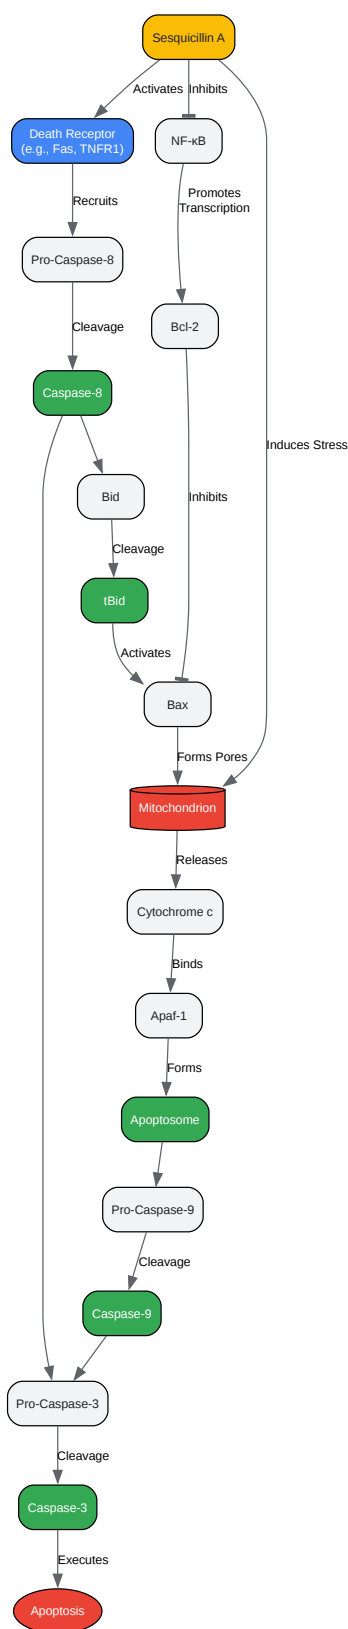 Sesquicillin A
Activates
Inhibits
Death Receptor
(e.g., Fas, TNFR1)
NF-κB
Recruits
Promotes
Transcription
Pro-Caspase-8
Bcl-2
Cleavage
Caspase-8
Induces Stress
Bid
Inhibits
Cleavage
tBid
Activates
Bax
Forms Pores
Mitochondrion
Releases
Cytochrome c
Binds
Apaf-1
Forms
Apoptosome
Pro-Caspase-9
Cleavage
Caspase-9
Pro-Caspase-3
Cleavage
Caspase-3
Executes
Apoptosis